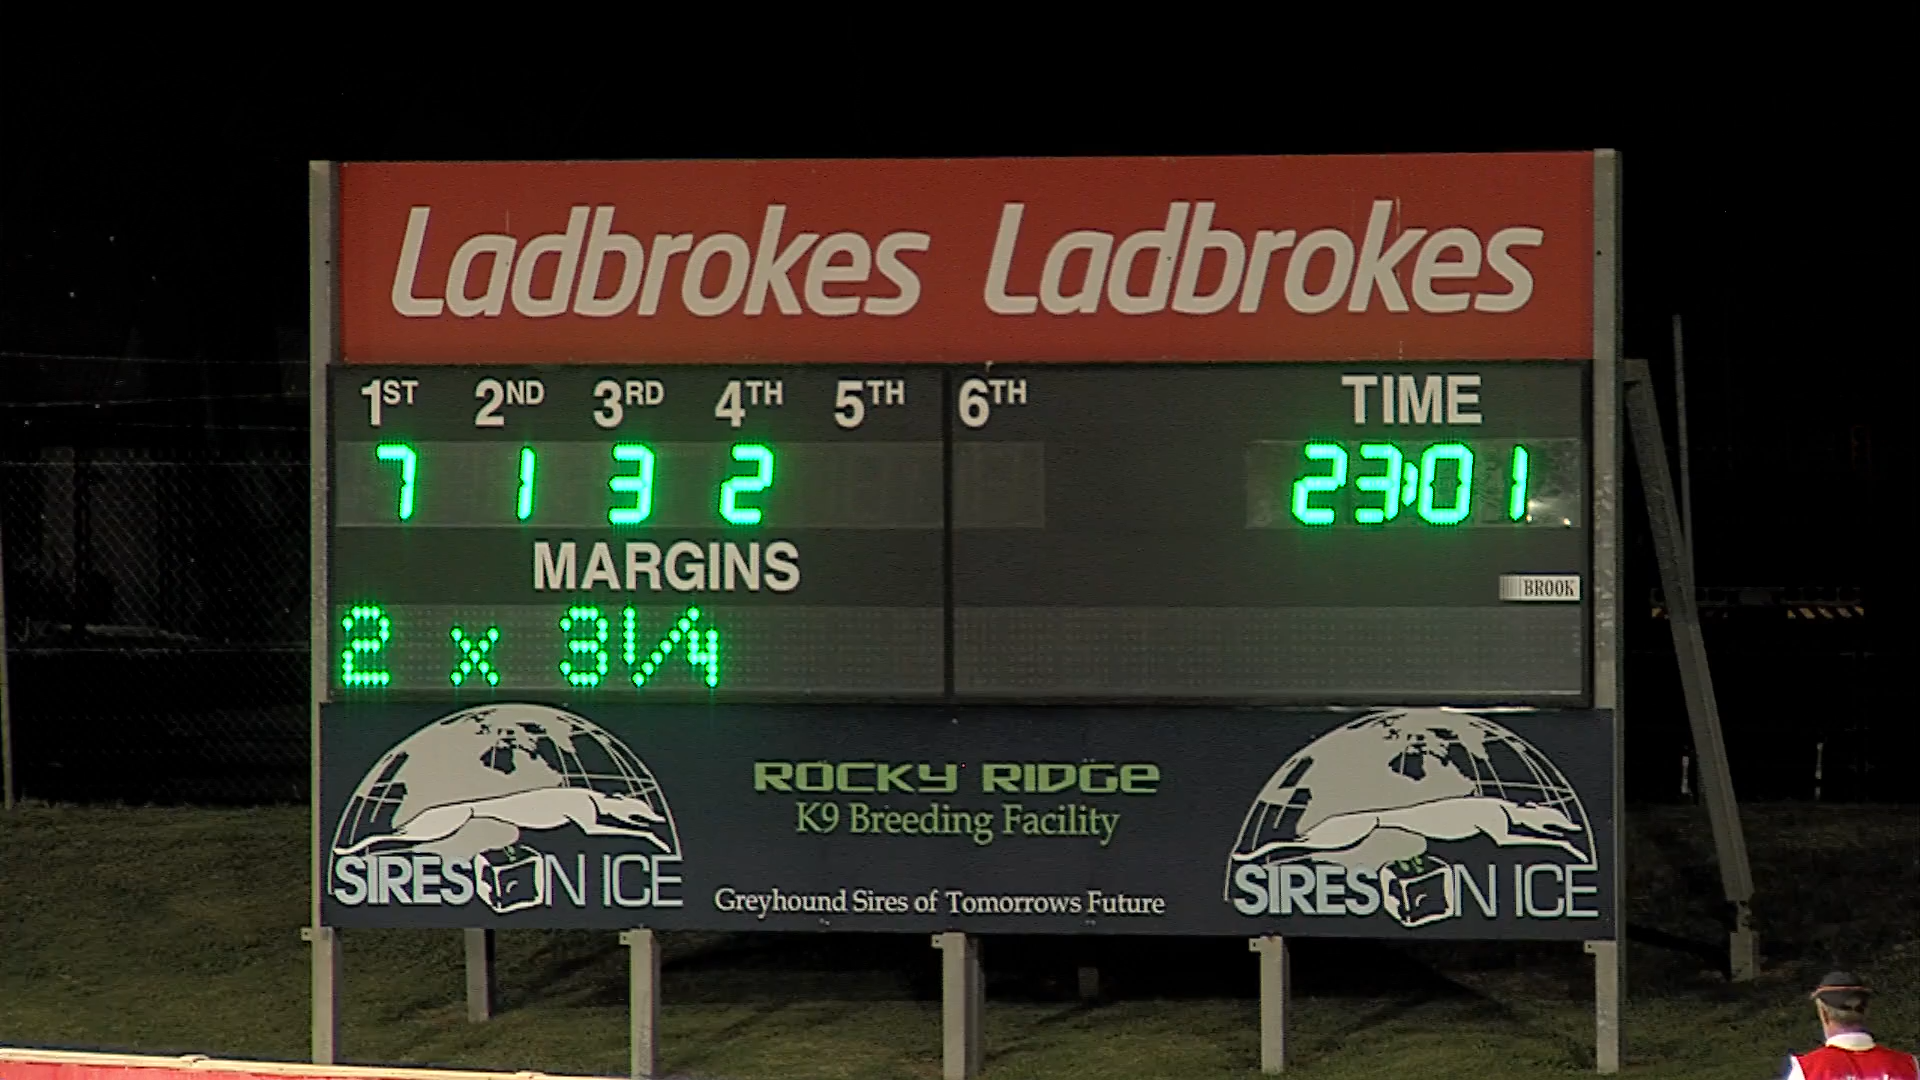 Ladbrokes Ladbrokes
1ST 2ND 3RD 4TH 5TH 6TH TIME
7 1 3 2 23:01
MARGINS
BROOK
2 x 3 1/4
ROCKY RIDGE
K9 Breeding Facility
SIRES ON ICE
Greyhound Sires of Tomorrows Future
SIRES ON ICE